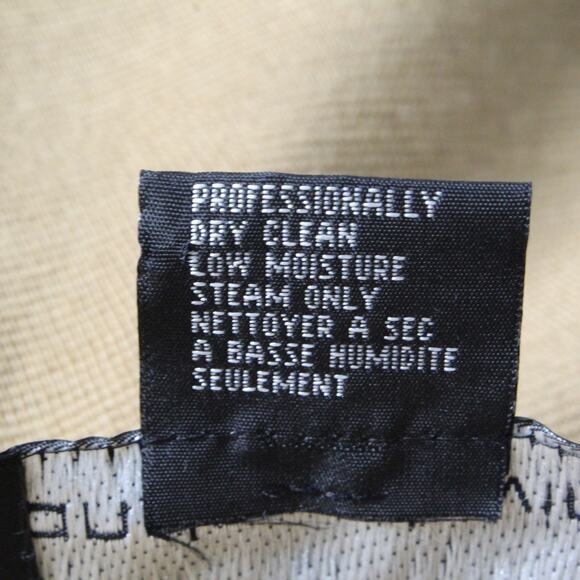 PROFESSIONALLY
DRY CLEAN
LOW MOISTURE
STEAM ONLY
NETTOYER A SEC
A BASSE HUMIDITE
SEULEMENT